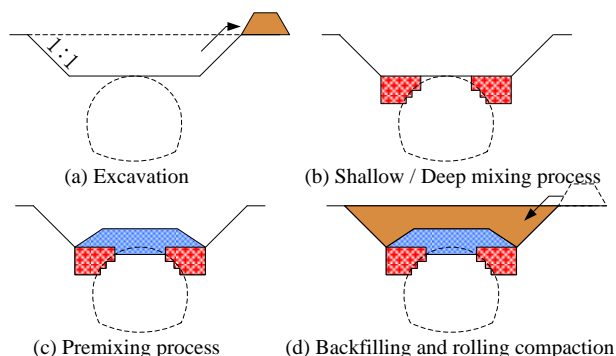 1:1
(a) Excavation
(b) Shallow / Deep mixing process
(c) Premixing process
(d) Backfilling and rolling compaction